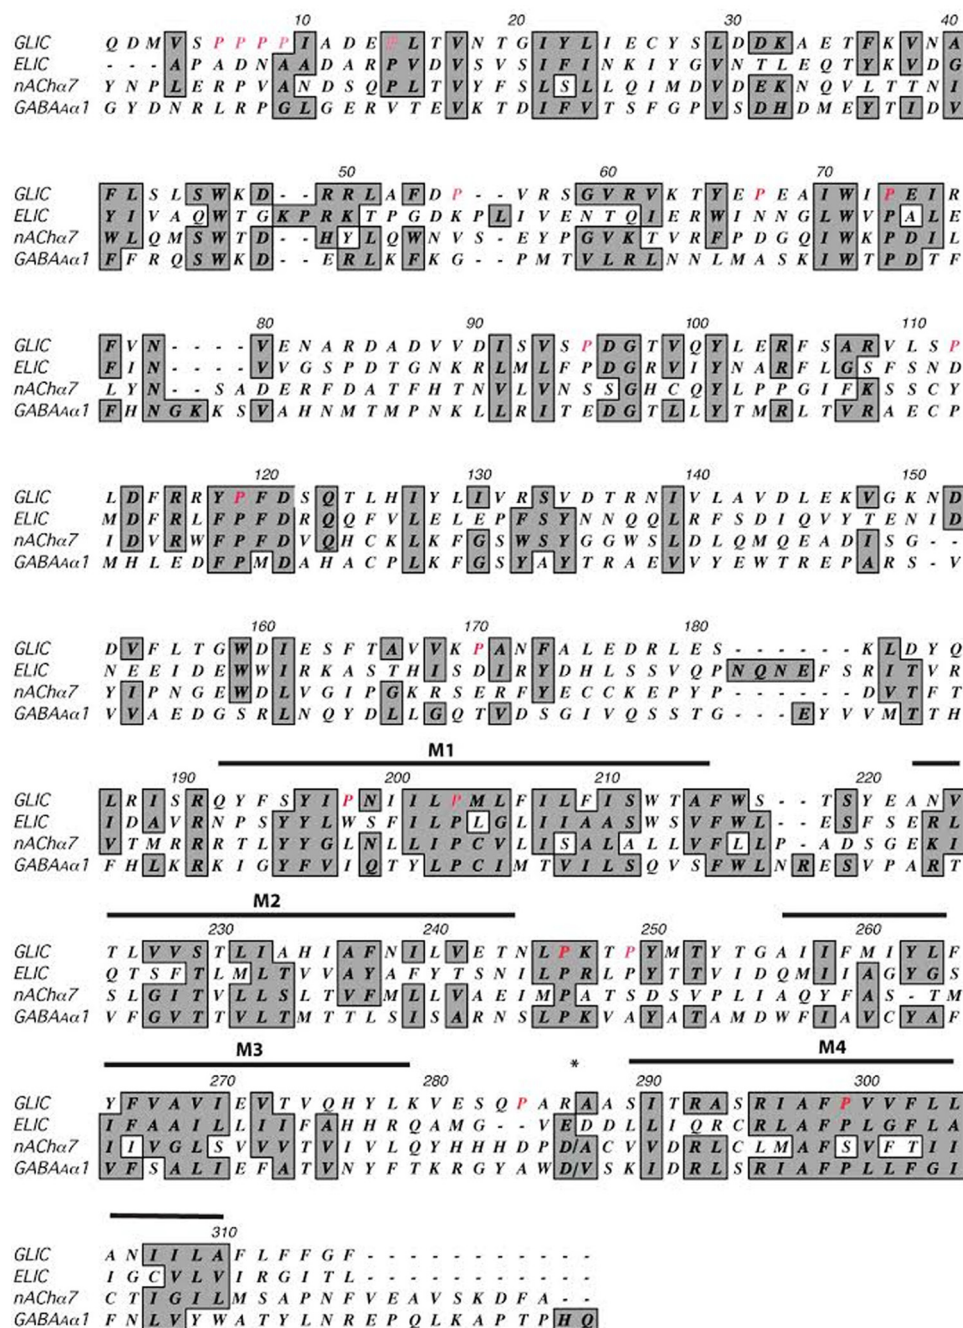 10 20 30 40
GLIC Q D M V S P P P P I A D E P L T V N T G I Y L I E C Y S L D D K A E T F K V N A
ELIC - - - A P A D N A A D A R P V D V S V S I F I N K I Y G V N T L E Q T Y K V D G
nAChα7 Y N P L E R P V A N D S Q P L T V Y F S L S L L Q I M D V D E K N Q V L T T N I
GABAAα1 G Y D N R L R P G L G E R V T E V K T D I F V T S F G P V S D H D M E Y T I D V
50 60 70
GLIC F L S L S W K D - - R R L A F D P - - V R S G V R V K T Y E P E A I W I P E I R
ELIC Y I V A Q W T G K P R K T P G D K P L I V E N T Q I E R W I N N G L W V P A L E
nAChα7 W L Q M S W T D - - H Y L Q W N V S - E Y P G V K T V R F P D G Q I W K P D I L
GABAAα1 F F R Q S W K D - - E R L K F K G - - P M T V L R L N N L M A S K I W T P D T F
80 90 100 110
GLIC F V N - - - - V E N A R D A D V V D I S V S P D G T V Q Y L E R F S A R V L S P
ELIC F I N - - - - V V G S P D T G N K R L M L F P D G R V I Y N A R F L G S F S N D
nAChα7 L Y N - - S A D E R F D A T F H T N V L V N S S G H C Q Y L P P G I F K S S C Y
GABAAα1 F H N G K K S V A H N M T M P N K L L R I T E D G T L L Y T M R L T V R A E C P
120 130 140 150
GLIC L D F R R Y P F D S Q T L H I Y L I V R S V D T R N I V L A V D L E K V G K N D
ELIC M D F R L F P F D R Q Q F V L E L E P F S Y N N Q Q L R F S D I Q V Y T E N I D
nAChα7 I D V R W F P F D V Q H C K L K F G S W S Y G G W S L D L Q M Q E A D I S G - -
GABAAα1 M H L E D F P M D A H A C P L K F G S Y A Y T R A E V V Y E W T R E P A R S - V
160 170 180
GLIC D V F L T G W D I E S F T A V V K P A N F A L E D R L E S - - - - - - K L D Y Q
ELIC N E E I D E W W I R K A S T H I S D I R Y D H L S S V Q P N Q N E F S R I T V R
nAChα7 Y I P N G E W D L V G I P G K R S E R F Y E C C K E P Y P - - - - - - D V T F T
GABAAα1 V V A E D G S R L N Q Y D L L G Q T V D S G I V Q S S T G - - - E Y V V M T T H
M1
190 200 210 220
GLIC L R I S R Q Y F S Y I P N I I L P M L F I L F I S W T A F W S - - T S Y E A N V
ELIC I D A V R N P S Y Y L W S F I L P L G L I I A A S W S V F W L - - E S F S E R L
nAChα7 V T M R R R T L Y Y G L N L L I P C V L I S A L A L L V F L L P - A D S G E K I
GABAAα1 F H L K R K I G Y F V I Q T Y L P C I M T V I L S Q V S F W L N R E S V P A R T
M2
230 240 250 260
GLIC T L V V S T L I A H I A F N I L V E T N L P K T P Y M T Y T G A I I F M I Y L F
ELIC Q T S F T L M L T V V A Y A F Y T S N I L P R L P Y T T V I D Q M I I A G Y G S
nAChα7 S L G I T V L L S L T V F M L L V A E I M P A T S D S V P L I A Q Y F A S - T M
GABAAα1 V F G V T T V L T M T T L S I S A R N S L P K V A Y A T A M D W F I A V C Y A F
M3 * M4
270 280 290 300
GLIC Y F V A V I E V T V Q H Y L K V E S Q P A R A A S I T R A S R I A F P V V F L L
ELIC I F A A I L L I I F A H H R Q A M G - - V E D D L L I Q R C R L A F P L G F L A
nAChα7 I I V G L S V V V T V I V L Q Y H H H D P D/A C V V D R L C L M A F S V F T I I
GABAAα1 V F S A L I E F A T V N Y F T K R G Y A W D/V S K I D R L S R I A F P L L F G I
310
GLIC A N I I L A F L F F G F - - - - - - - - - - -
ELIC I G C V L V I R G I T L - - - - - - - - - - -
nAChα7 C T I G I L M S A P N F V E A V S K D F A - -
GABAAα1 F N L V Y W A T Y L N R E P Q L K A P T P H Q